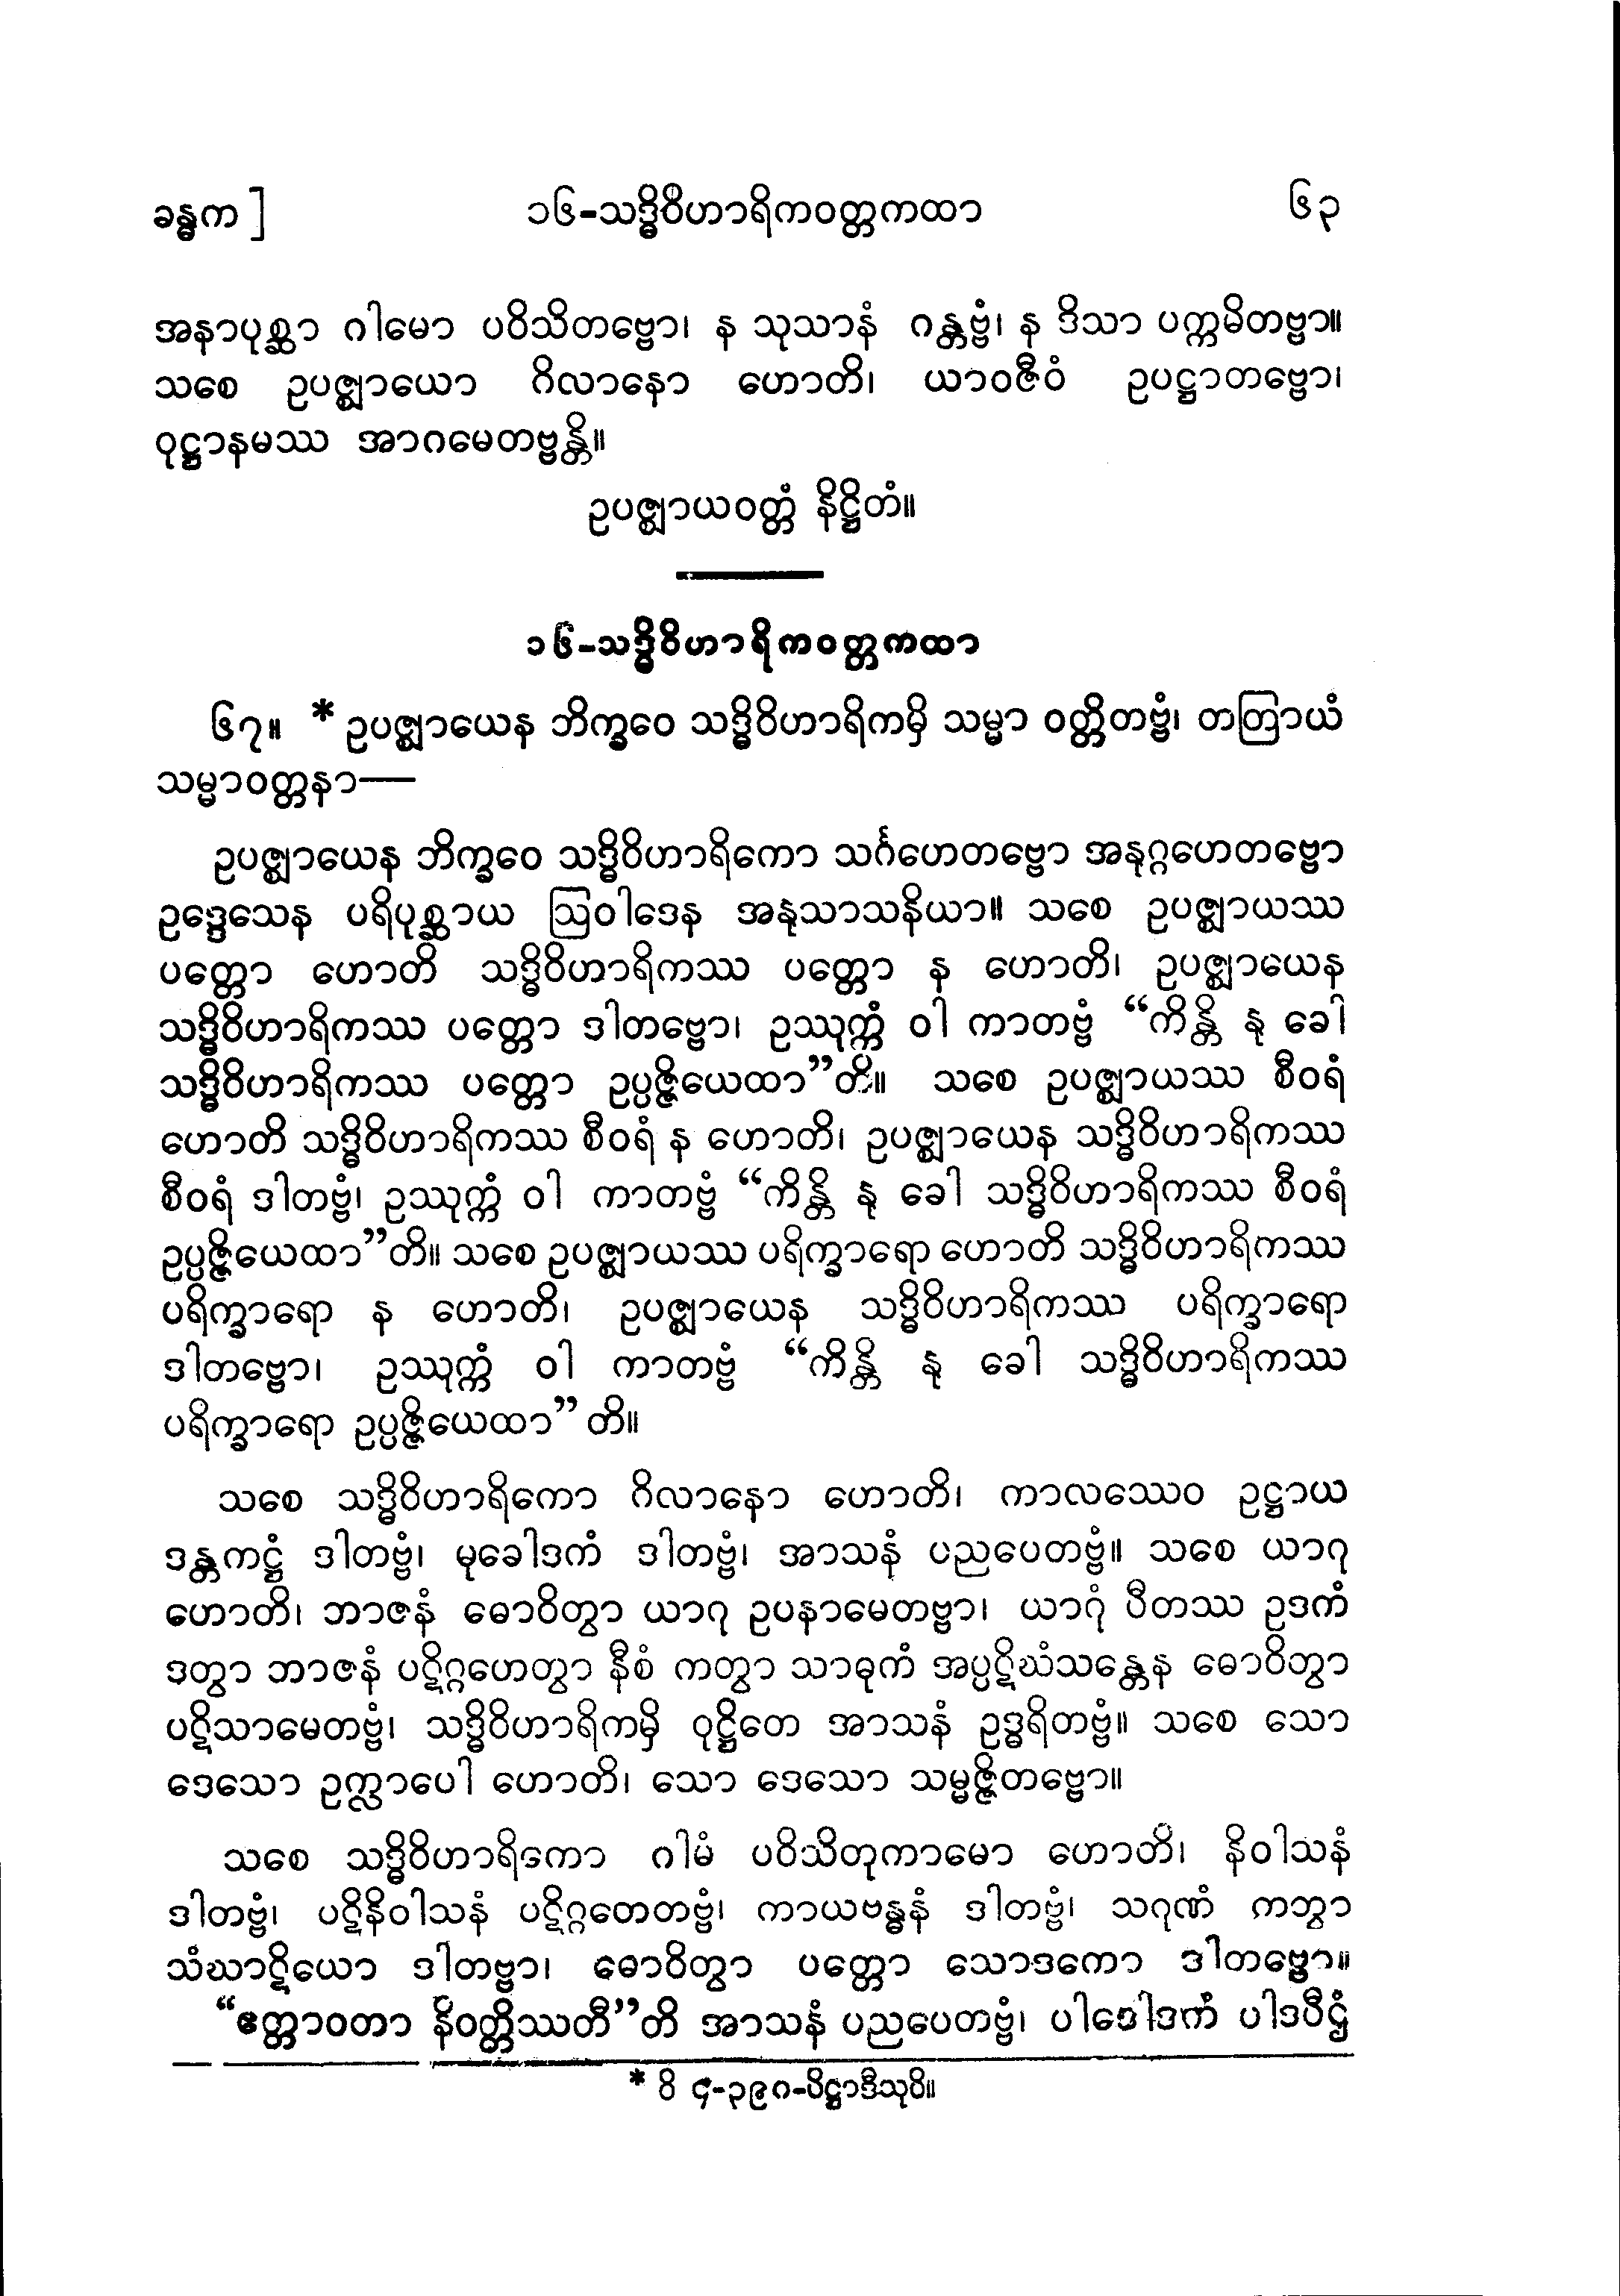 ခန္ဓက ]
၁၆-သဒ္ဓိဝိဟာရိကဝတ္တကထာ
၆၃
အနာပုစ္ဆာ ဂါမော ပဝိသိတဗ္ဗော၊ န သုသာနံ ဂန္တဗ္ဗံ၊ န ဒိသာ ပက္ကမိတဗ္ဗာ။
သစေ ဥပဇ္ဈာယော ဂိလာနော ဟောတိ၊ ယာဝဇီဝံ ဥပဋ္ဌာတဗ္ဗော၊
ဝုဋ္ဌာနမဿ အာဂမေတဗ္ဗန္တိ။
ဥပဇ္ဈာယဝတ္တံ နိဋ္ဌိတံ။
၁၆-သဒ္ဓိဝိဟာရိကဝတ္တကထာ
၆၇။ * ဥပဇ္ဈာယေန ဘိက္ခဝေ သဒ္ဓိဝိဟာရိကမှိ သမ္မာ ဝတ္တိတဗ္ဗံ၊ တတြာယံ
သမ္မာဝတ္တနာ—
ဥပဇ္ဈာယေန ဘိက္ခဝေ သဒ္ဓိဝိဟာရိကော သင်္ဂဟေတဗ္ဗော အနုဂ္ဂဟေတဗ္ဗော
ဥဒ္ဒေသေန ပရိပုစ္ဆာယ ဩဝါဒေန အနုသာသနိယာ။ သစေ ဥပဇ္ဈာယဿ
ပတ္တော ဟောတိ သဒ္ဓိဝိဟာရိကဿ ပတ္တော န ဟောတိ၊ ဥပဇ္ဈာယေန
သဒ္ဓိဝိဟာရိကဿ ပတ္တော ဒါတဗ္ဗော၊ ဥဿုက္ကံ ဝါ ကာတဗ္ဗံ “ကိန္တိ နု ခေါ
သဒ္ဓိဝိဟာရိကဿ ပတ္တော ဥပ္ပဇ္ဇိယေထာ”တိ။ သစေ ဥပဇ္ဈာယဿ စီဝရံ
ဟောတိ သဒ္ဓိဝိဟာရိကဿ စီဝရံ န ဟောတိ၊ ဥပဇ္ဈာယေန သဒ္ဓိဝိဟာရိကဿ
စီဝရံ ဒါတဗ္ဗံ၊ ဥဿုက္ကံ ဝါ ကာတဗ္ဗံ “ကိန္တိ နု ခေါ သဒ္ဓိဝိဟာရိကဿ စီဝရံ
ဥပ္ပဇ္ဇိယေထာ”တိ။ သစေ ဥပဇ္ဈာယဿ ပရိက္ခာရော ဟောတိ သဒ္ဓိဝိဟာရိကဿ
ပရိက္ခာရော န ဟောတိ၊ ဥပဇ္ဈာယေန သဒ္ဓိဝိဟာရိကဿ ပရိက္ခာရော
ဒါတဗ္ဗော၊ ဥဿုက္ကံ ဝါ ကာတဗ္ဗံ “ကိန္တိ နု ခေါ သဒ္ဓိဝိဟာရိကဿ
ပရိက္ခာရော ဥပ္ပဇ္ဇိယေထာ”တိ။
သစေ သဒ္ဓိဝိဟာရိကော ဂိလာနော ဟောတိ၊ ကာလဿေဝ ဥဋ္ဌာယ
ဒန္တကဋ္ဌံ ဒါတဗ္ဗံ၊ မုခေါဒကံ ဒါတဗ္ဗံ၊ အာသနံ ပညပေတဗ္ဗံ။ သစေ ယာဂု
ဟောတိ၊ ဘာဇနံ ဓောဝိတွာ ယာဂု ဥပနာမေတဗ္ဗာ၊ ယာဂုံ ပီတဿ ဥဒကံ
ဒတွာ ဘာဇနံ ပဋိဂ္ဂဟေတွာ နီစံ ကတွာ သာဓုကံ အပ္ပဋိဃံသန္တေန ဓောဝိတွာ
ပဋိသာမေတဗ္ဗံ၊ သဒ္ဓိဝိဟာရိကမှိ ဝုဋ္ဌိတေ အာသနံ ဥဒ္ဓရိတဗ္ဗံ။ သစေ သော
ဒေသော ဥက္လာပေါ ဟောတိ၊ သော ဒေသော သမ္မဇ္ဇိတဗ္ဗော။
သစေ သဒ္ဓိဝိဟာရိကော ဂါမံ ပဝိသိတုကာမော ဟောတိ၊ နိဝါသနံ
ဒါတဗ္ဗံ၊ ပဋိနိဝါသနံ ပဋိဂ္ဂတေတဗ္ဗံ၊ ကာယဗန္ဓနံ ဒါတဗ္ဗံ၊ သဂုဏံ ကတွာ
သံဃာဋိယော ဒါတဗ္ဗာ၊ ဓောဝိတွာ ပတ္တော သောဒကော ဒါတဗ္ဗော။
“ဧတ္တာဝတာ နိဝတ္တိဿတီ”တိ အာသနံ ပညပေတဗ္ဗံ၊ ပါဒေါဒကံ ပါဒပီဌံ
* ဝိ ၄-၃၉ဂ-ပိဋ္ဌာဒီသုပိ။